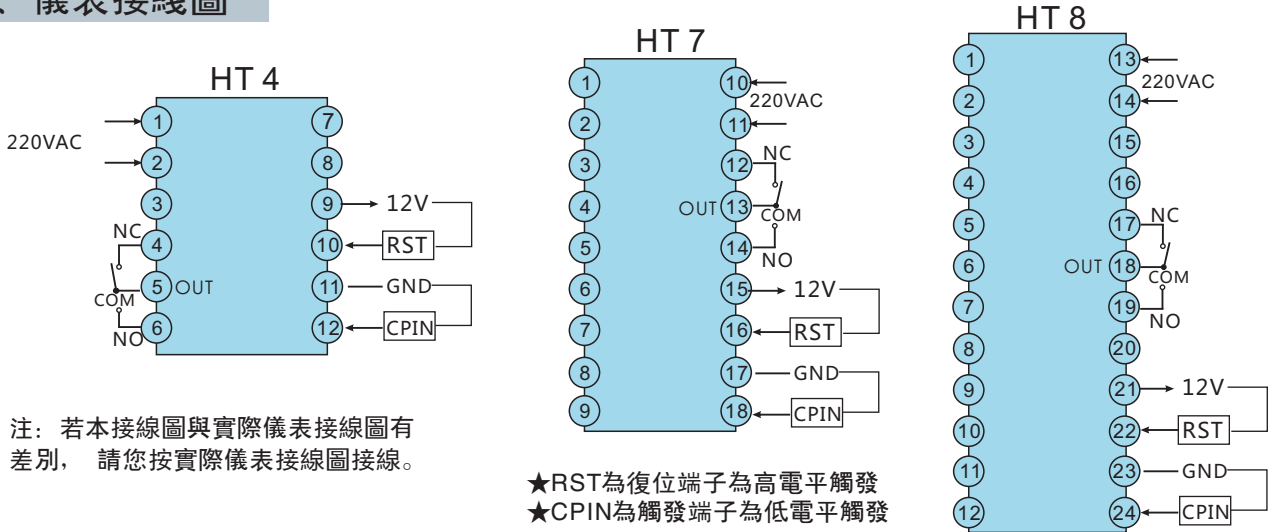 、儀表接綫圖
HT 4
220VAC
1
2
3
4
5
6
7
8
9
10
11
12
NC
COM
NO
OUT
12V
RST
GND
CPIN
注：若本接線圖與實際儀表接線圖有
差別， 請您按實際儀表接線圖接線。
HT 7
1
2
3
4
5
6
7
8
9
10
11
12
13
14
15
16
17
18
220VAC
NC
OUT
COM
NO
12V
RST
GND
CPIN
★RST為復位端子為高電平觸發
★CPIN為觸發端子為低電平觸發
HT 8
1
2
3
4
5
6
7
8
9
10
11
12
13
14
15
16
17
18
19
20
21
22
23
24
220VAC
NC
OUT
COM
NO
12V
RST
GND
CPIN